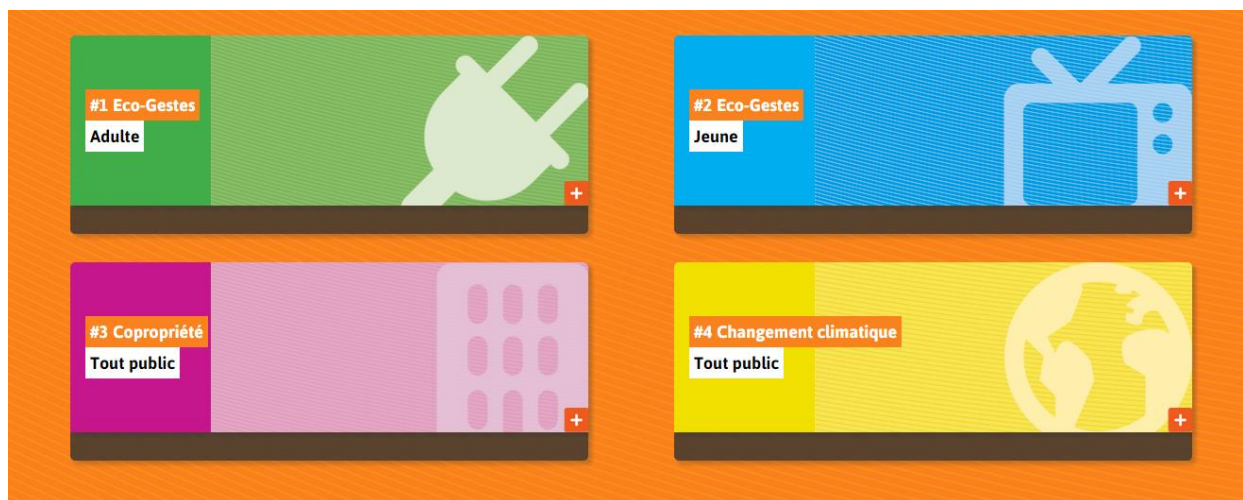 #1 Eco-Gestes
Adulte
#2 Eco-Gestes
Jeune
#3 Copropriété
Tout public
#4 Changement climatique
Tout public